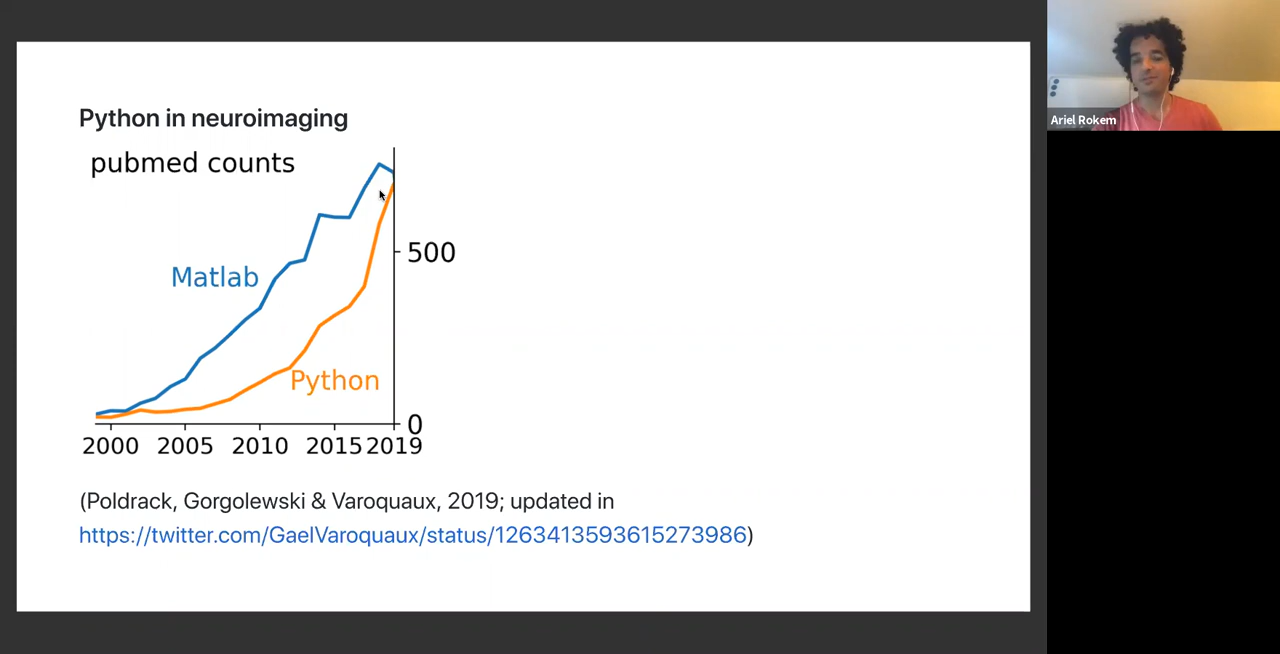 Python in neuroimaging
pubmed counts
Matlab
500
Python
0
2000 2005 2010 2015 2019
(Poldrack, Gorgolewski & Varoquaux, 2019; updated in
https://twitter.com/GaelVaroquaux/status/1263413593615273986)
Ariel Rokem